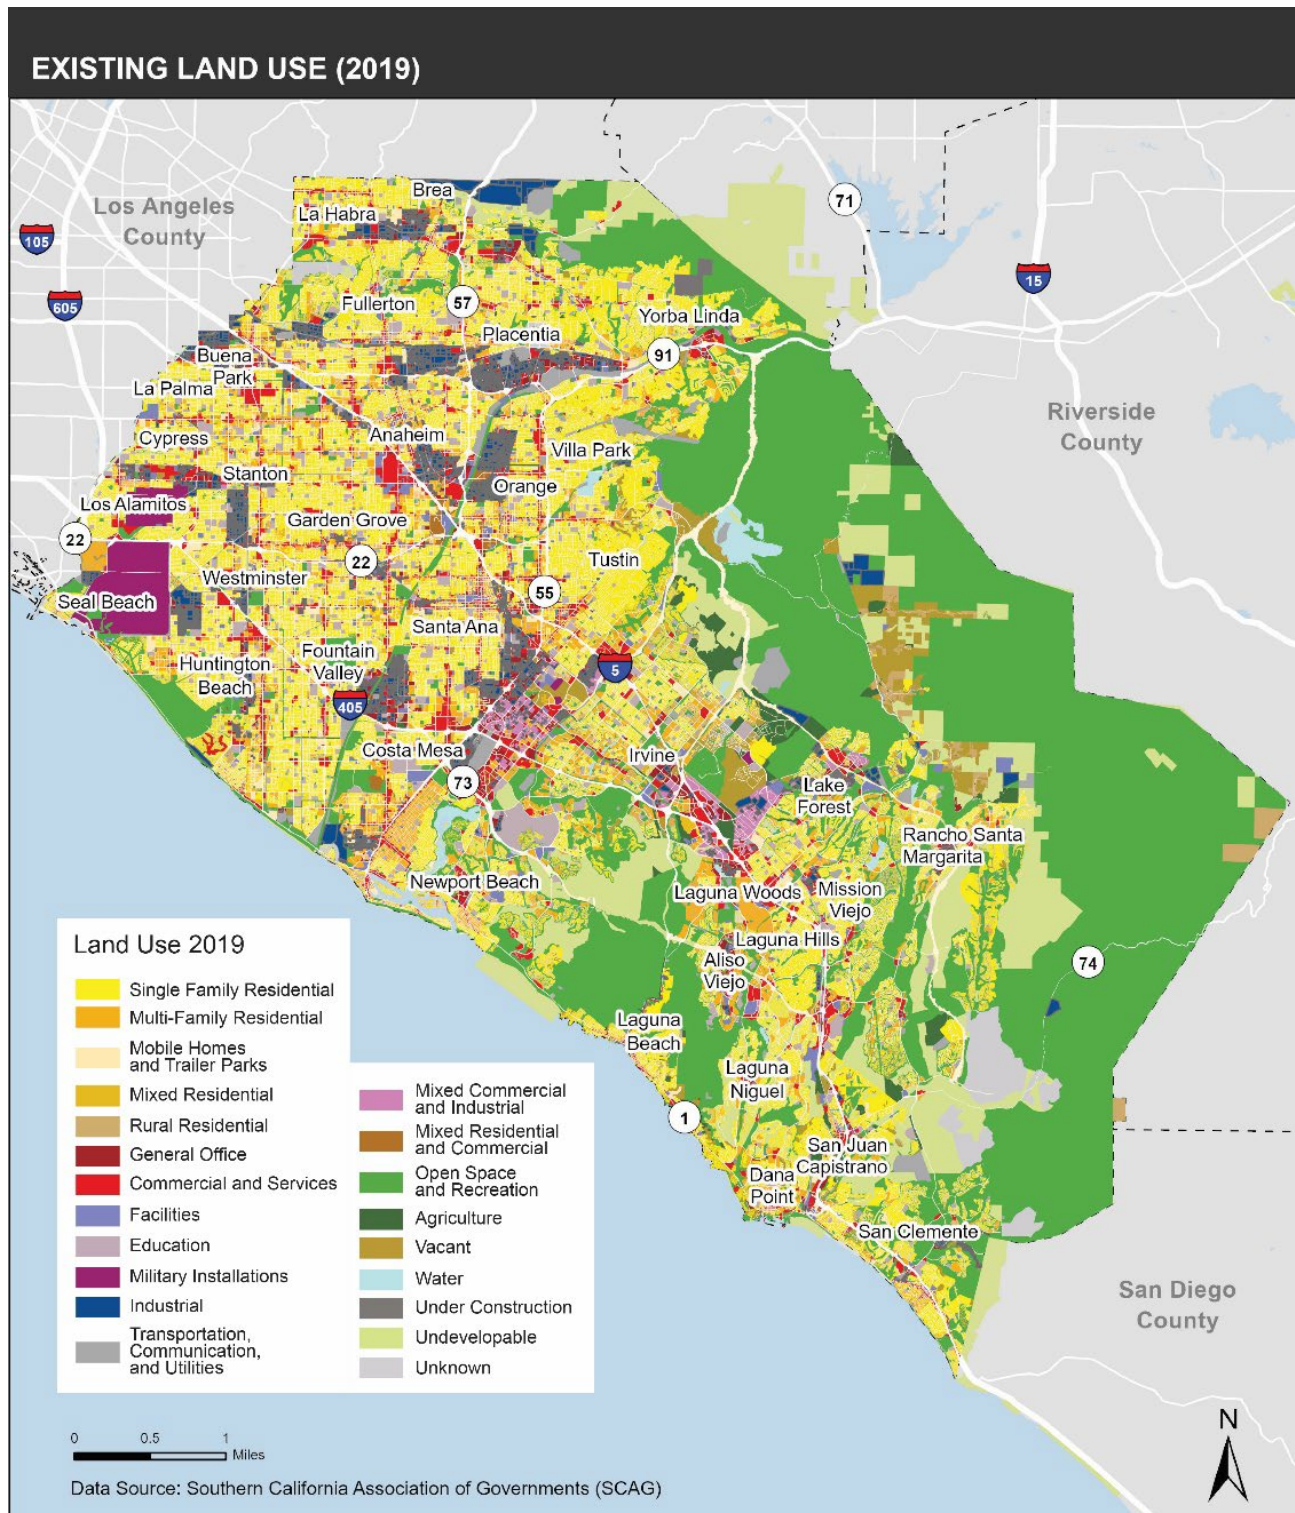 EXISTING LAND USE (2019)
71
Los Angeles
County
Brea
La Habra
105
15
605
Fullerton
57
Yorba Linda
Placentia
91
Buena
Park
La Palma
Riverside
County
Cypress
Anaheim
Villa Park
Stanton
Orange
Los Alamitos
Garden Grove
22
22
Tustin
Westminster
55
Seal Beach
Santa Ana
Fountain
Valley
5
Huntington
Beach
405
Costa Mesa
Irvine
73
Lake
Forest
Rancho Santa
Margarita
Newport Beach
Laguna Woods
Mission
Viejo
Laguna Hills
Aliso
Viejo
74
Laguna
Beach
Laguna
Niguel
1
San Juan
Capistrano
Dana
Point
San Clemente
San Diego
County
Land Use 2019
Single Family Residential
Multi-Family Residential
Mobile Homes
and Trailer Parks
Mixed Residential
Rural Residential
General Office
Commercial and Services
Facilities
Education
Military Installations
Industrial
Transportation,
Communication,
and Utilities
Mixed Commercial
and Industrial
Mixed Residential
and Commercial
Open Space
and Recreation
Agriculture
Vacant
Water
Under Construction
Undevelopable
Unknown
0 0.5 1
Miles
N
Data Source: Southern California Association of Governments (SCAG)